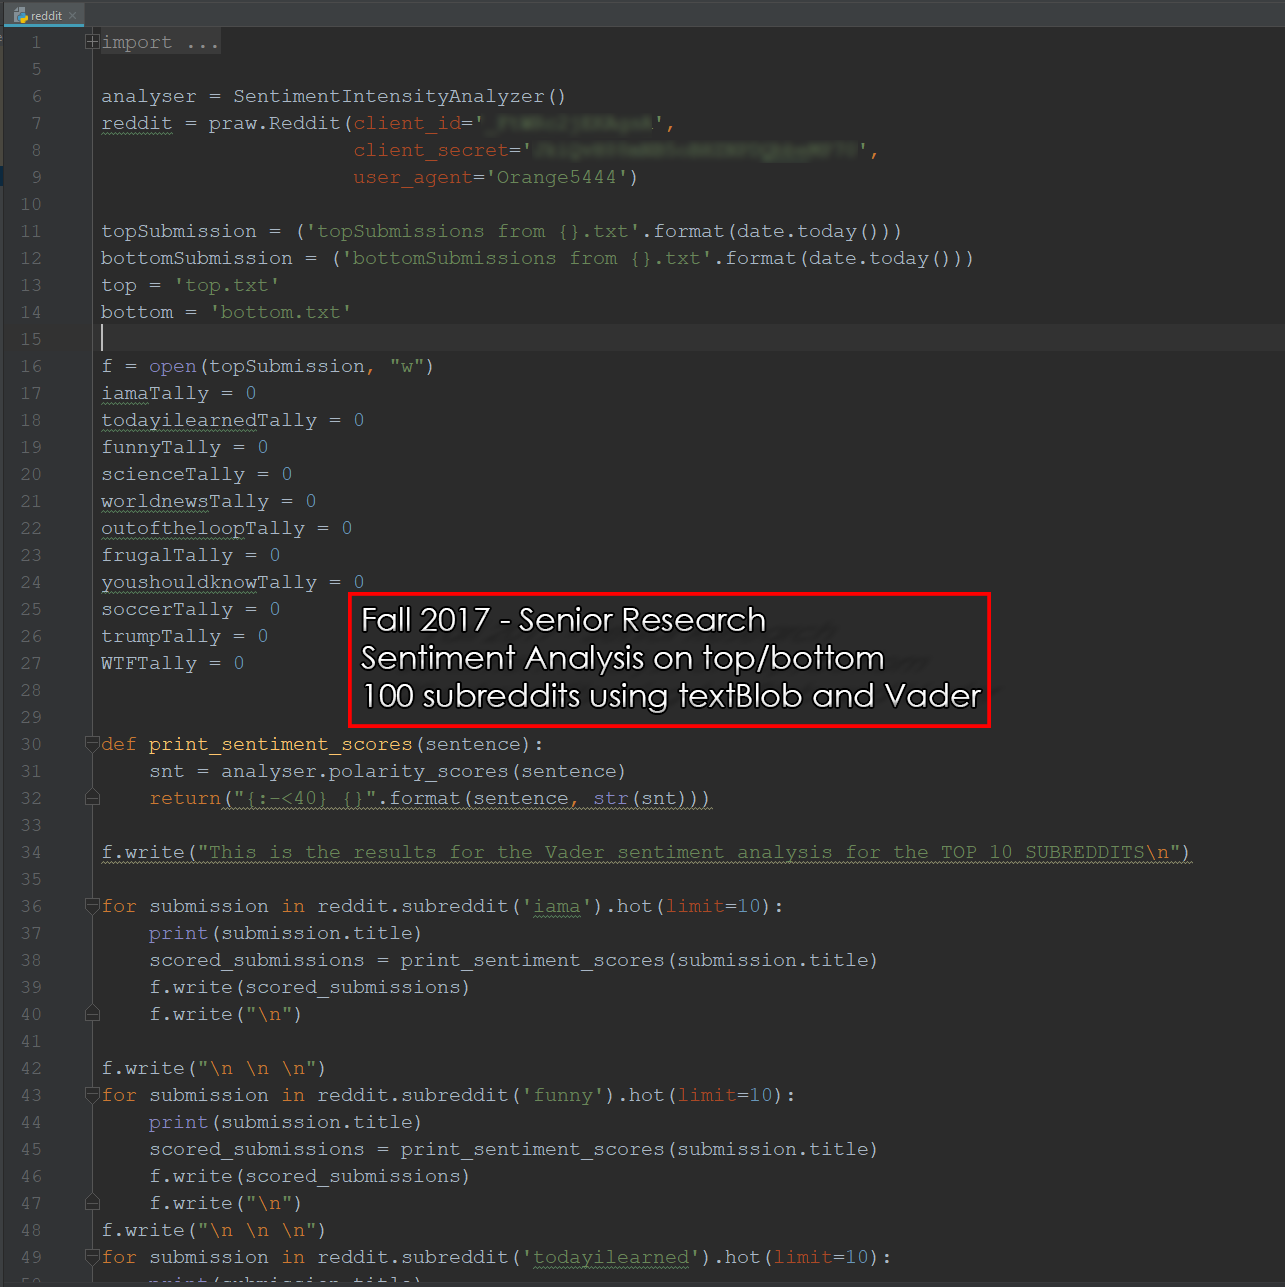 reddit
1 import ...
5
6 analyser = SentimentIntensityAnalyzer()
7 reddit = praw.Reddit(client_id='',
8 client_secret='',
9 user_agent='Orange5444')
10
11 topSubmission = ('topSubmissions from {}.txt'.format(date.today()))
12 bottomSubmission = ('bottomSubmissions from {}.txt'.format(date.today()))
13 top = 'top.txt'
14 bottom = 'bottom.txt'
15
16 f = open(topSubmission, "w")
17 iamaTally = 0
18 todayilearnedTally = 0
19 funnyTally = 0
20 scienceTally = 0
21 worldnewsTally = 0
22 outoftheloopTally = 0
23 frugalTally = 0
24 youshouldknowTally = 0
25 soccerTally = 0
26 trumpTally = 0
27 WTFTally = 0
Fall 2017 - Senior Research
Sentiment Analysis on top/bottom
100 subreddits using textBlob and Vader
28
29
30 def print_sentiment_scores(sentence):
31 snt = analyser.polarity_scores(sentence)
32 return("{:-<40} {}".format(sentence, str(snt)))
33
34 f.write("This is the results for the Vader sentiment analysis for the TOP 10 SUBREDDITS\n")
35
36 for submission in reddit.subreddit('iama').hot(limit=10):
37 print(submission.title)
38 scored_submissions = print_sentiment_scores(submission.title)
39 f.write(scored_submissions)
40 f.write("\n")
41
42 f.write("\n \n \n")
43 for submission in reddit.subreddit('funny').hot(limit=10):
44 print(submission.title)
45 scored_submissions = print_sentiment_scores(submission.title)
46 f.write(scored_submissions)
47 f.write("\n")
48 f.write("\n \n \n")
49 for submission in reddit.subreddit('todayilearned').hot(limit=10):